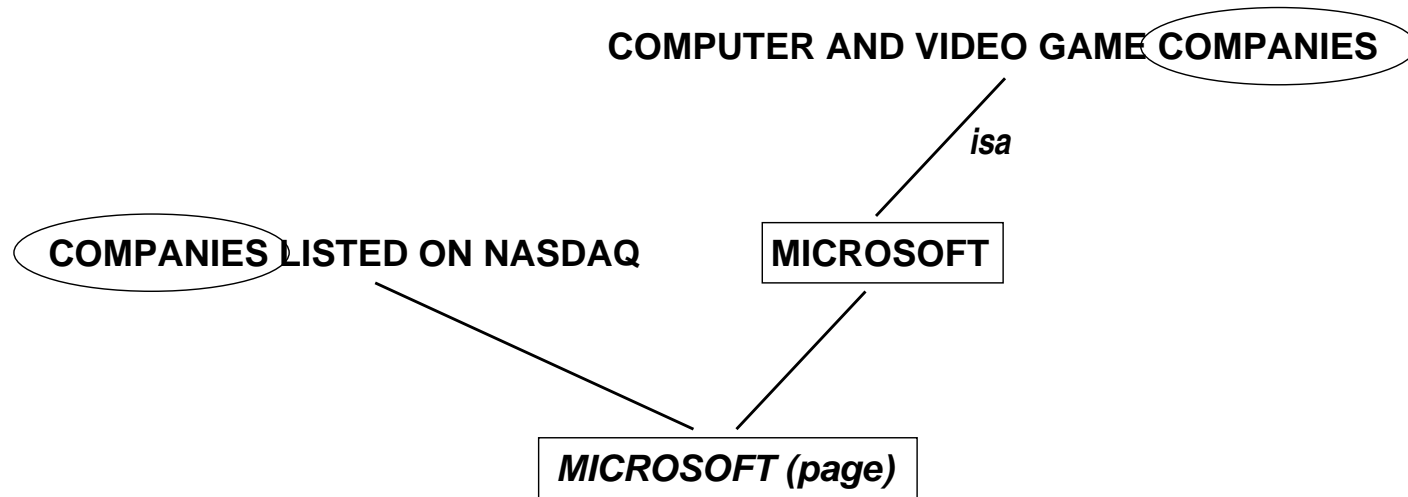 COMPUTER AND VIDEO GAME COMPANIES
isa
COMPANIES LISTED ON NASDAQ
MICROSOFT
MICROSOFT (page)